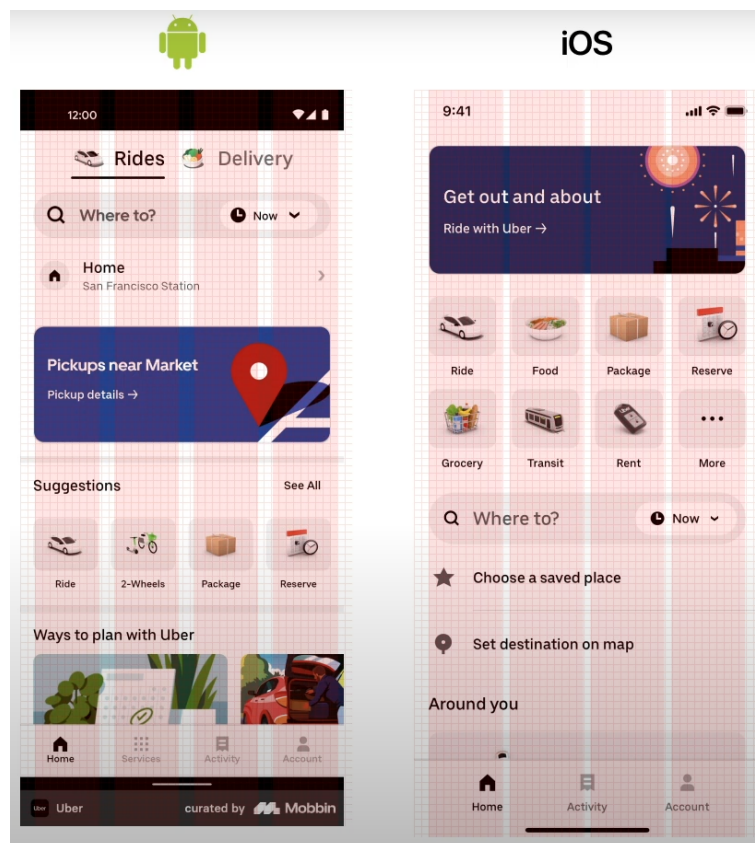 iOS
12:00
Rides
Delivery
Where to?
Now
Home
San Francisco Station
Pickups near Market
Pickup details →
Suggestions
See All
Ride
2-Wheels
Package
Reserve
Ways to plan with Uber
Home
Services
Activity
Account
Uber
Uber
curated by
Mobbin
9:41
Get out and about
Ride with Uber →
Ride
Food
Package
Reserve
Grocery
Transit
Rent
More
Where to?
Now
Choose a saved place
Set destination on map
Around you
Home
Activity
Account